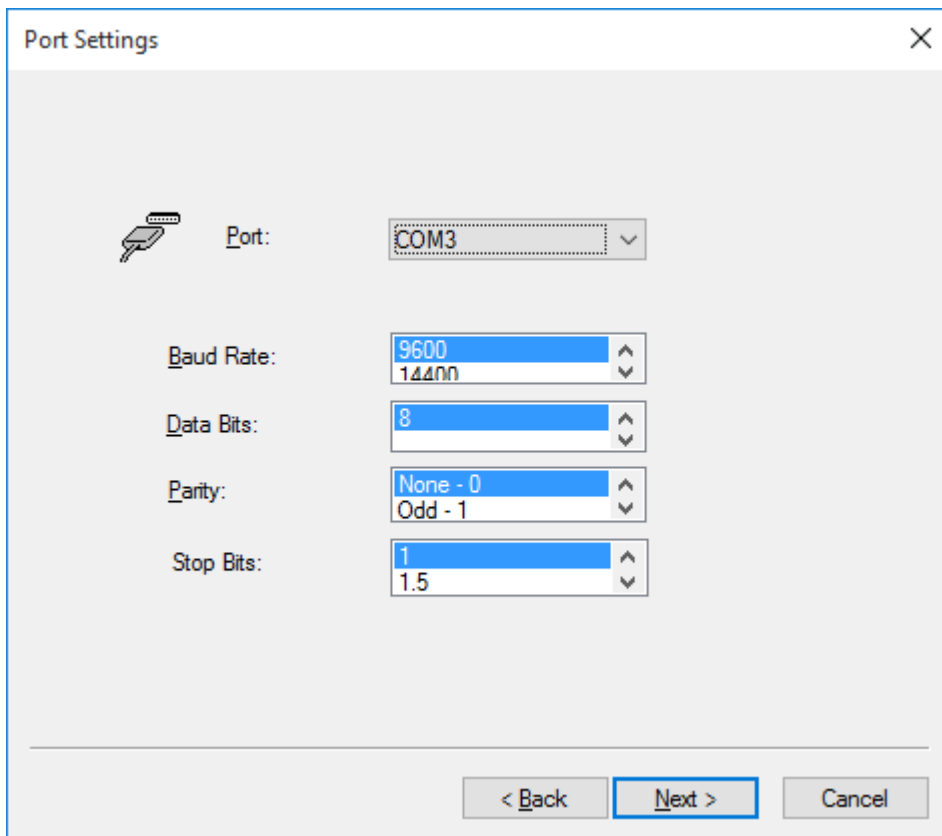 Port Settings
Port:
COM3
Baud Rate:
9600
14400
Data Bits:
8
Parity:
None - 0
Odd - 1
Stop Bits:
1
1.5
< Back
Next >
Cancel